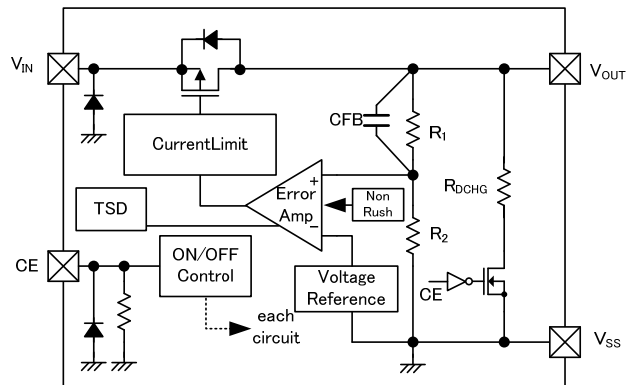 VIN
VOUT
CFB
R1
CurrentLimit
RDCHG
Error
Amp
+
−
Non
Rush
TSD
R2
CE
ON/OFF
Control
Voltage
Reference
CE
each
circuit
VSS